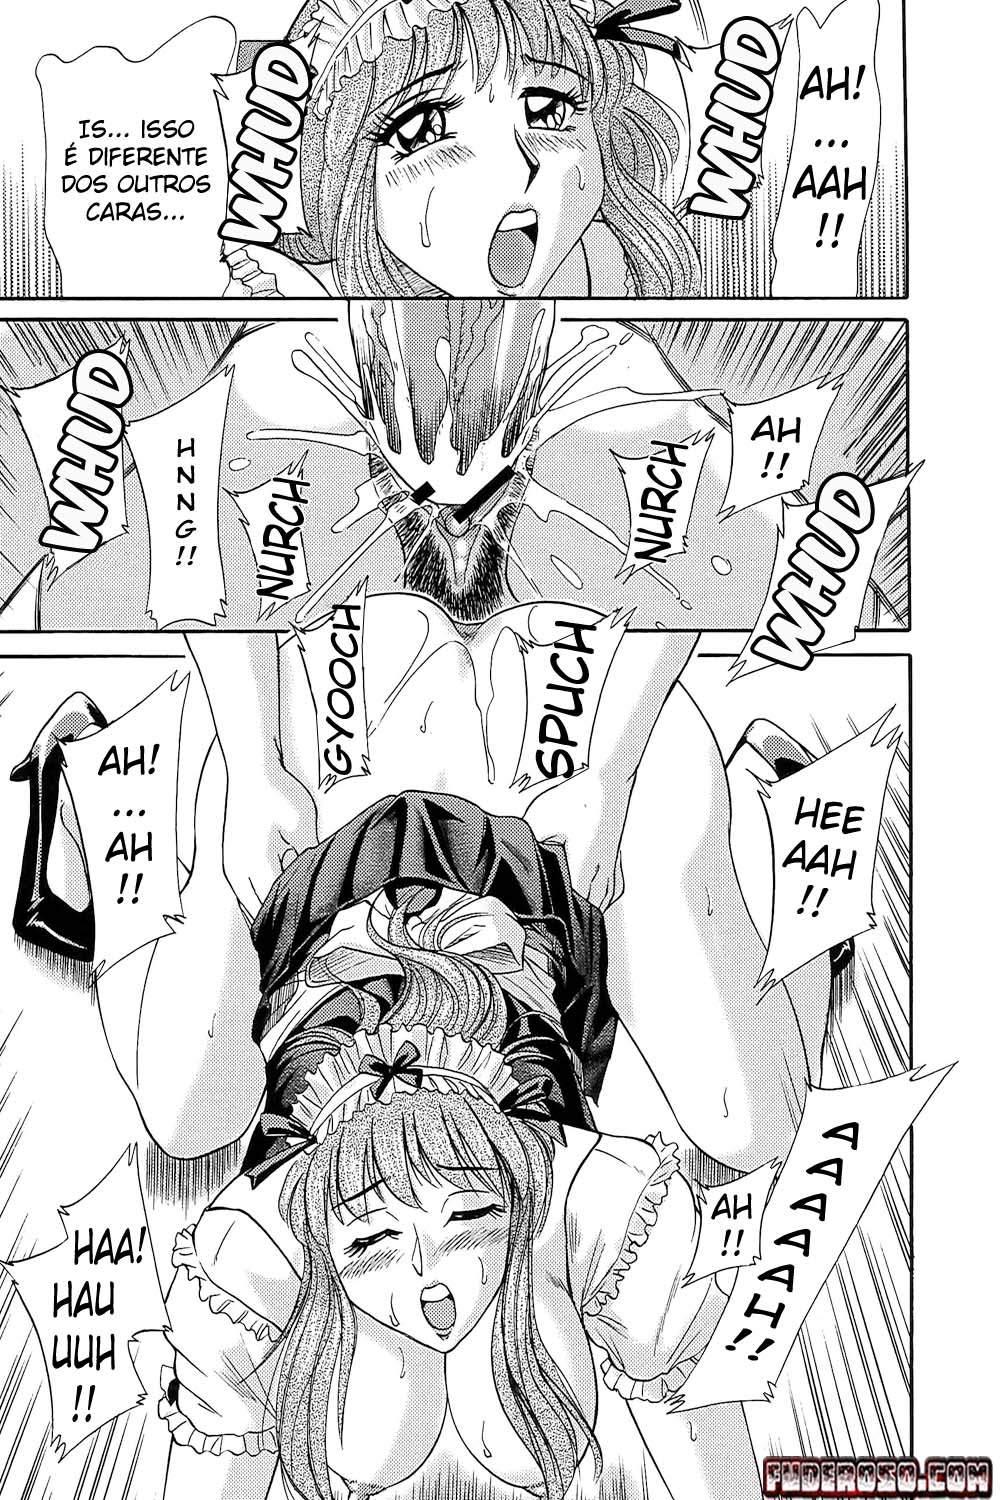 IS... ISSO
É DIFERENTE
DOS OUTROS
CARAS...
WHUD
WHUD
AH!
...
AAH
!!
WHUD
HNNG!!
NURCH
NURCH
AH
!!
WHUD
GYOOCH
SPUCH
AH!
...
AH
!!
HEE
AAH
!!
HAA!
HAU
UUH
!!
AH
!!
HAAAAAA!!
FUDEROSO.COM